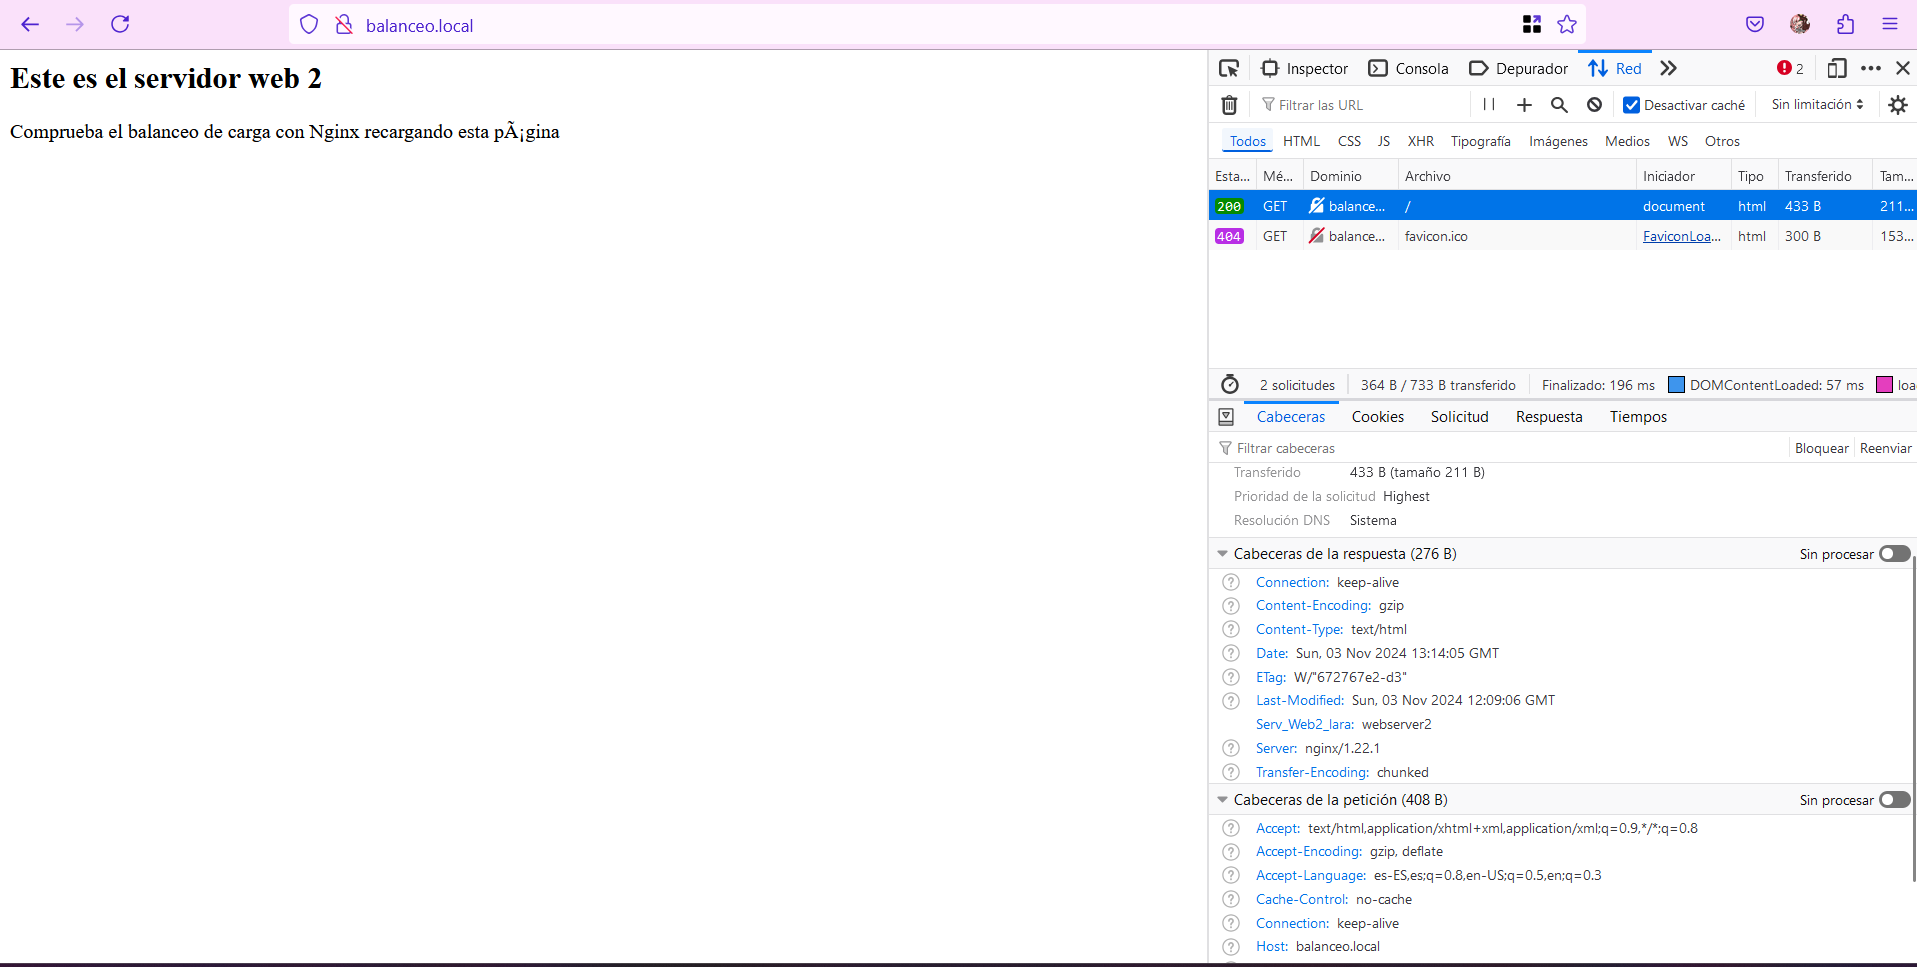 balanceo.local
Este es el servidor web 2
Comprueba el balanceo de carga con Nginx recargando esta pÃ¡gina
Inspector Consola Depurador Red 2
Filtrar las URL Desactivar caché Sin limitación
Todos HTML CSS JS XHR Tipografía Imágenes Medios WS Otros
Esta... Mé... Dominio Archivo Iniciador Tipo Transferido Tam...
200 GET balance... / document html 433 B 211...
404 GET balance... favicon.ico FaviconLoa... html 300 B 153...
2 solicitudes 364 B / 733 B transferido Finalizado: 196 ms DOMContentLoaded: 57 ms loa
Cabeceras Cookies Solicitud Respuesta Tiempos
Filtrar cabeceras Bloquear Reenviar
Transferido 433 B (tamaño 211 B)
Prioridad de la solicitud Highest
Resolución DNS Sistema
Cabeceras de la respuesta (276 B) Sin procesar
Connection: keep-alive
Content-Encoding: gzip
Content-Type: text/html
Date: Sun, 03 Nov 2024 13:14:05 GMT
ETag: W/"672767e2-d3"
Last-Modified: Sun, 03 Nov 2024 12:09:06 GMT
Serv_Web2_lara: webserver2
Server: nginx/1.22.1
Transfer-Encoding: chunked
Cabeceras de la petición (408 B) Sin procesar
Accept: text/html,application/xhtml+xml,application/xml;q=0.9,*/*;q=0.8
Accept-Encoding: gzip, deflate
Accept-Language: es-ES,es;q=0.8,en-US;q=0.5,en;q=0.3
Cache-Control: no-cache
Connection: keep-alive
Host: balanceo.local